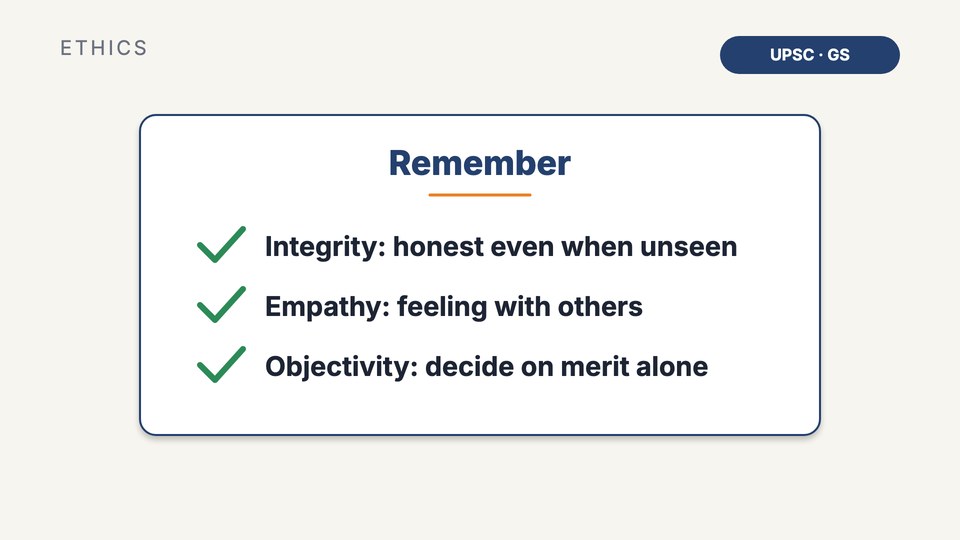 ETHICS
UPSC · GS
Remember
Integrity: honest even when unseen
Empathy: feeling with others
Objectivity: decide on merit alone